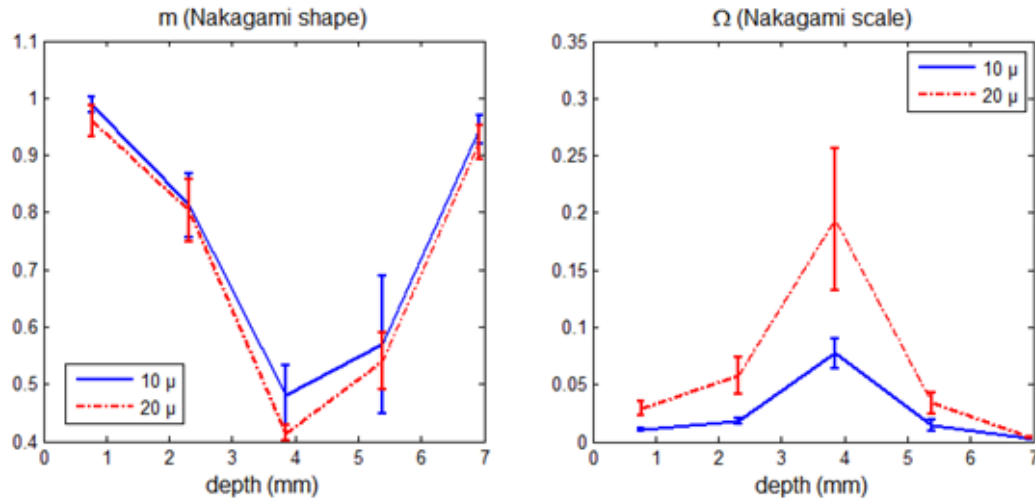 m (Nakagami shape)
1.1
1
0.9
0.8
0.7
0.6
0.5
0.4
10 μ
20 μ
0 1 2 3 4 5 6 7
depth (mm)
Ω (Nakagami scale)
0.35
0.3
0.25
0.2
0.15
0.1
0.05
0
10 μ
20 μ
0 1 2 3 4 5 6 7
depth (mm)